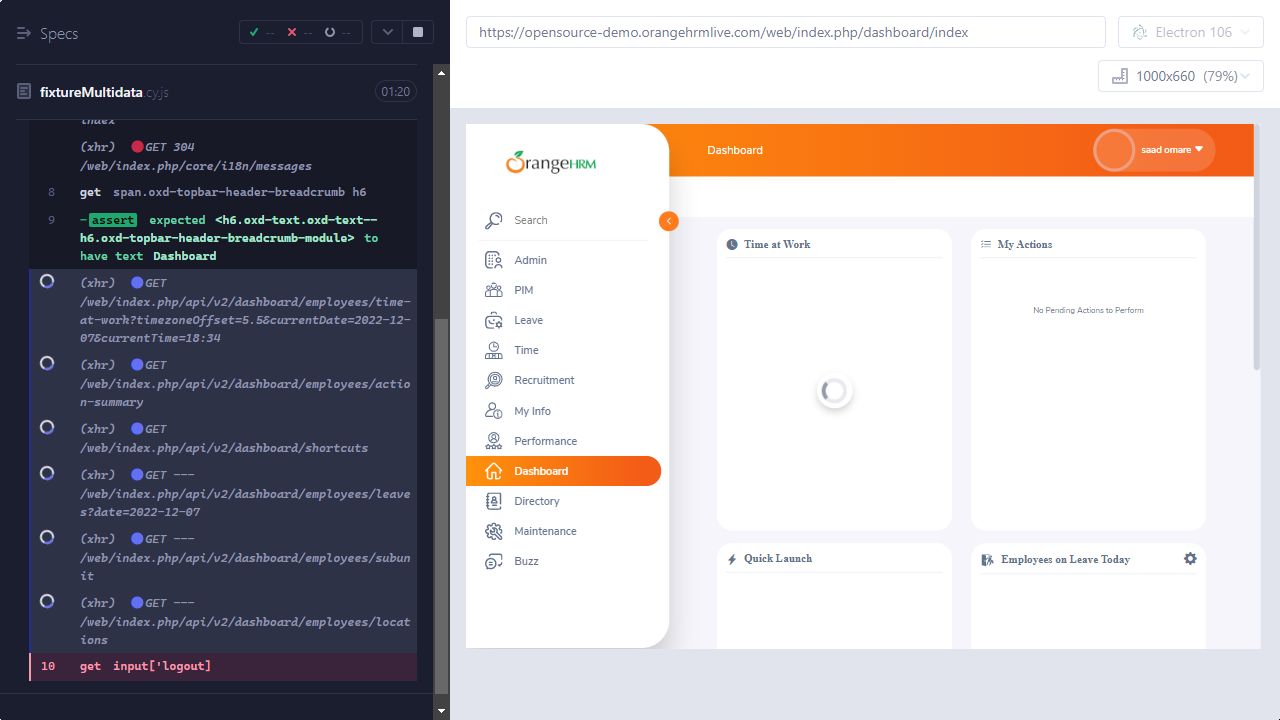 Specs
-- -- --
fixtureMultidata.cy.js
01:20
index
(xhr) GET 304
/web/index.php/core/i18n/messages
8 get span.oxd-topbar-header-breadcrumb h6
9 -assert expected <h6.oxd-text.oxd-text--
h6.oxd-topbar-header-breadcrumb-module> to
have text Dashboard
(xhr) GET
/web/index.php/api/v2/dashboard/employees/time-
at-work?timezoneOffset=5.5&currentDate=2022-12-
07&currentTime=18:34
(xhr) GET
/web/index.php/api/v2/dashboard/employees/actio
n-summary
(xhr) GET
/web/index.php/api/v2/dashboard/shortcuts
(xhr) GET ---
/web/index.php/api/v2/dashboard/employees/leave
s?date=2022-12-07
(xhr) GET ---
/web/index.php/api/v2/dashboard/employees/subun
it
(xhr) GET ---
/web/index.php/api/v2/dashboard/employees/locat
ions
10 get input['logout]
https://opensource-demo.orangehrmlive.com/web/index.php/dashboard/index
Electron 106
1000x660 (79%)
OrangeHRM
Dashboard
saad omare
Search
Admin
PIM
Leave
Time
Recruitment
My Info
Performance
Dashboard
Directory
Maintenance
Buzz
Time at Work
My Actions
No Pending Actions to Perform
Quick Launch
Employees on Leave Today